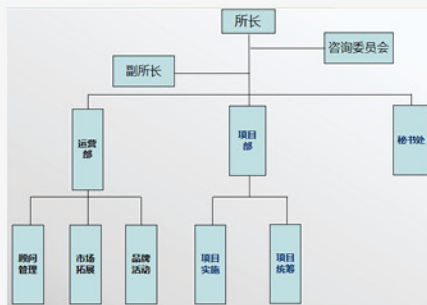 所长
咨询委员会
副所长
运营
部
项目
部
秘书处
顾问
管理
市场
拓展
品牌
活动
项目
实施
项目
统筹